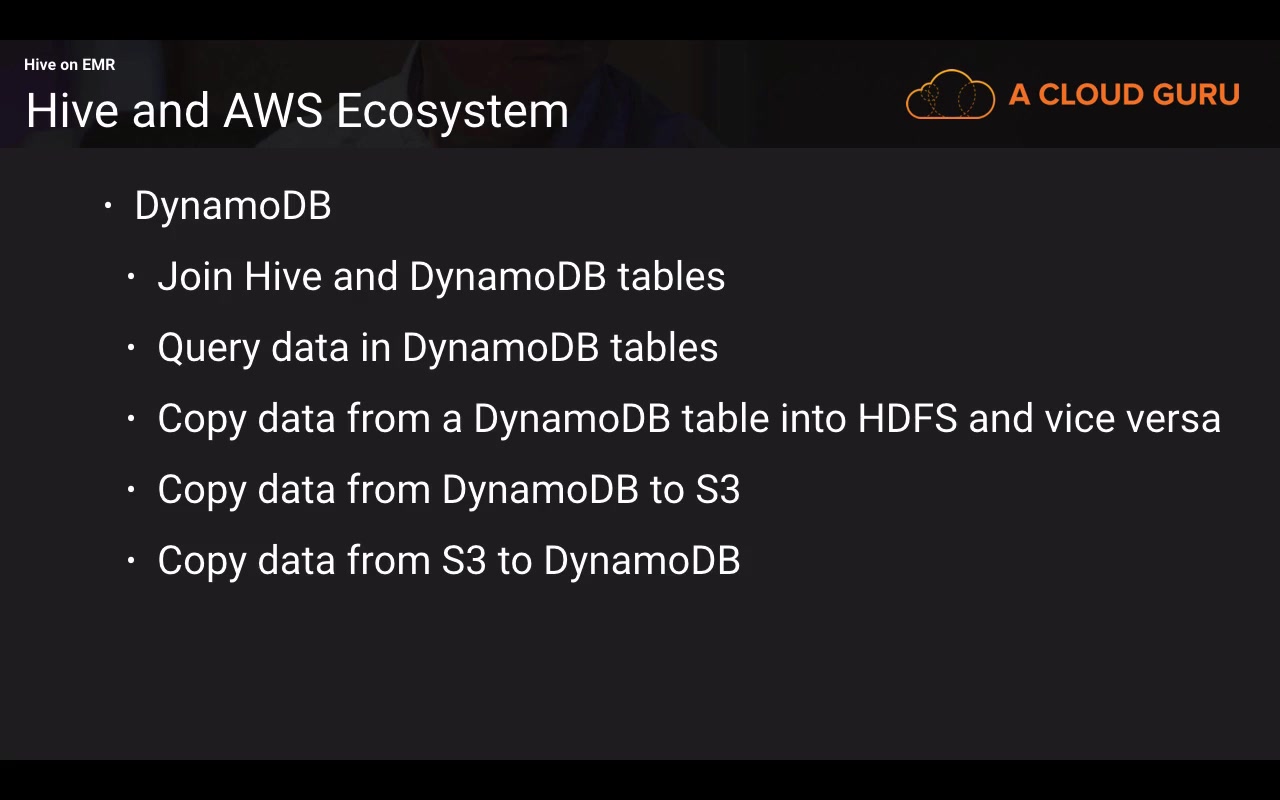 Hive on EMR
Hive and AWS Ecosystem
A CLOUD GURU
• DynamoDB
• Join Hive and DynamoDB tables
• Query data in DynamoDB tables
• Copy data from a DynamoDB table into HDFS and vice versa
• Copy data from DynamoDB to S3
• Copy data from S3 to DynamoDB